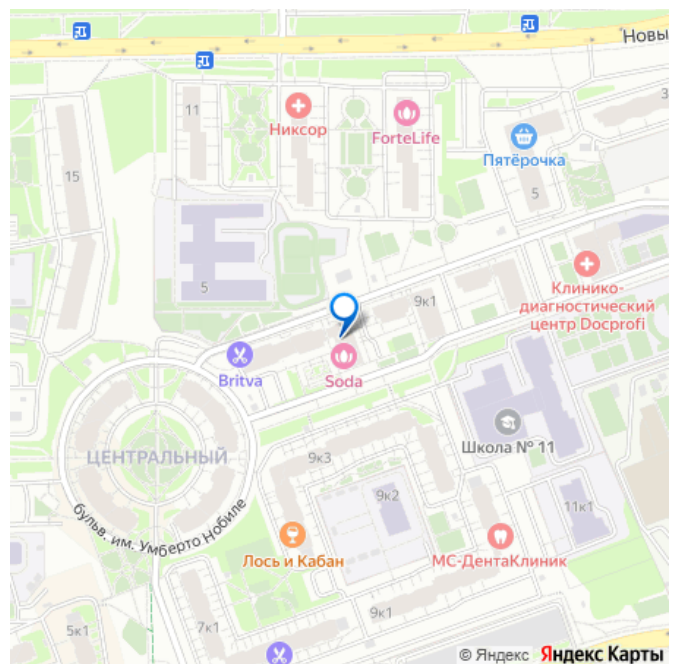 Новы
11
Никсор
ForteLife
3
Пятёрочка
15
5
5
9к1
Клинико-
диагностический
центр Docprofi
Britva
Soda
ЦЕНТРАЛЬНЫЙ
9к3
Школа № 11
9к2
11к1
бульв. им. Умберто Нобиле
Лось и Кабан
МС-ДентаКлиник
7к1
9к1
5к1
© Яндекс Яндекс Карты